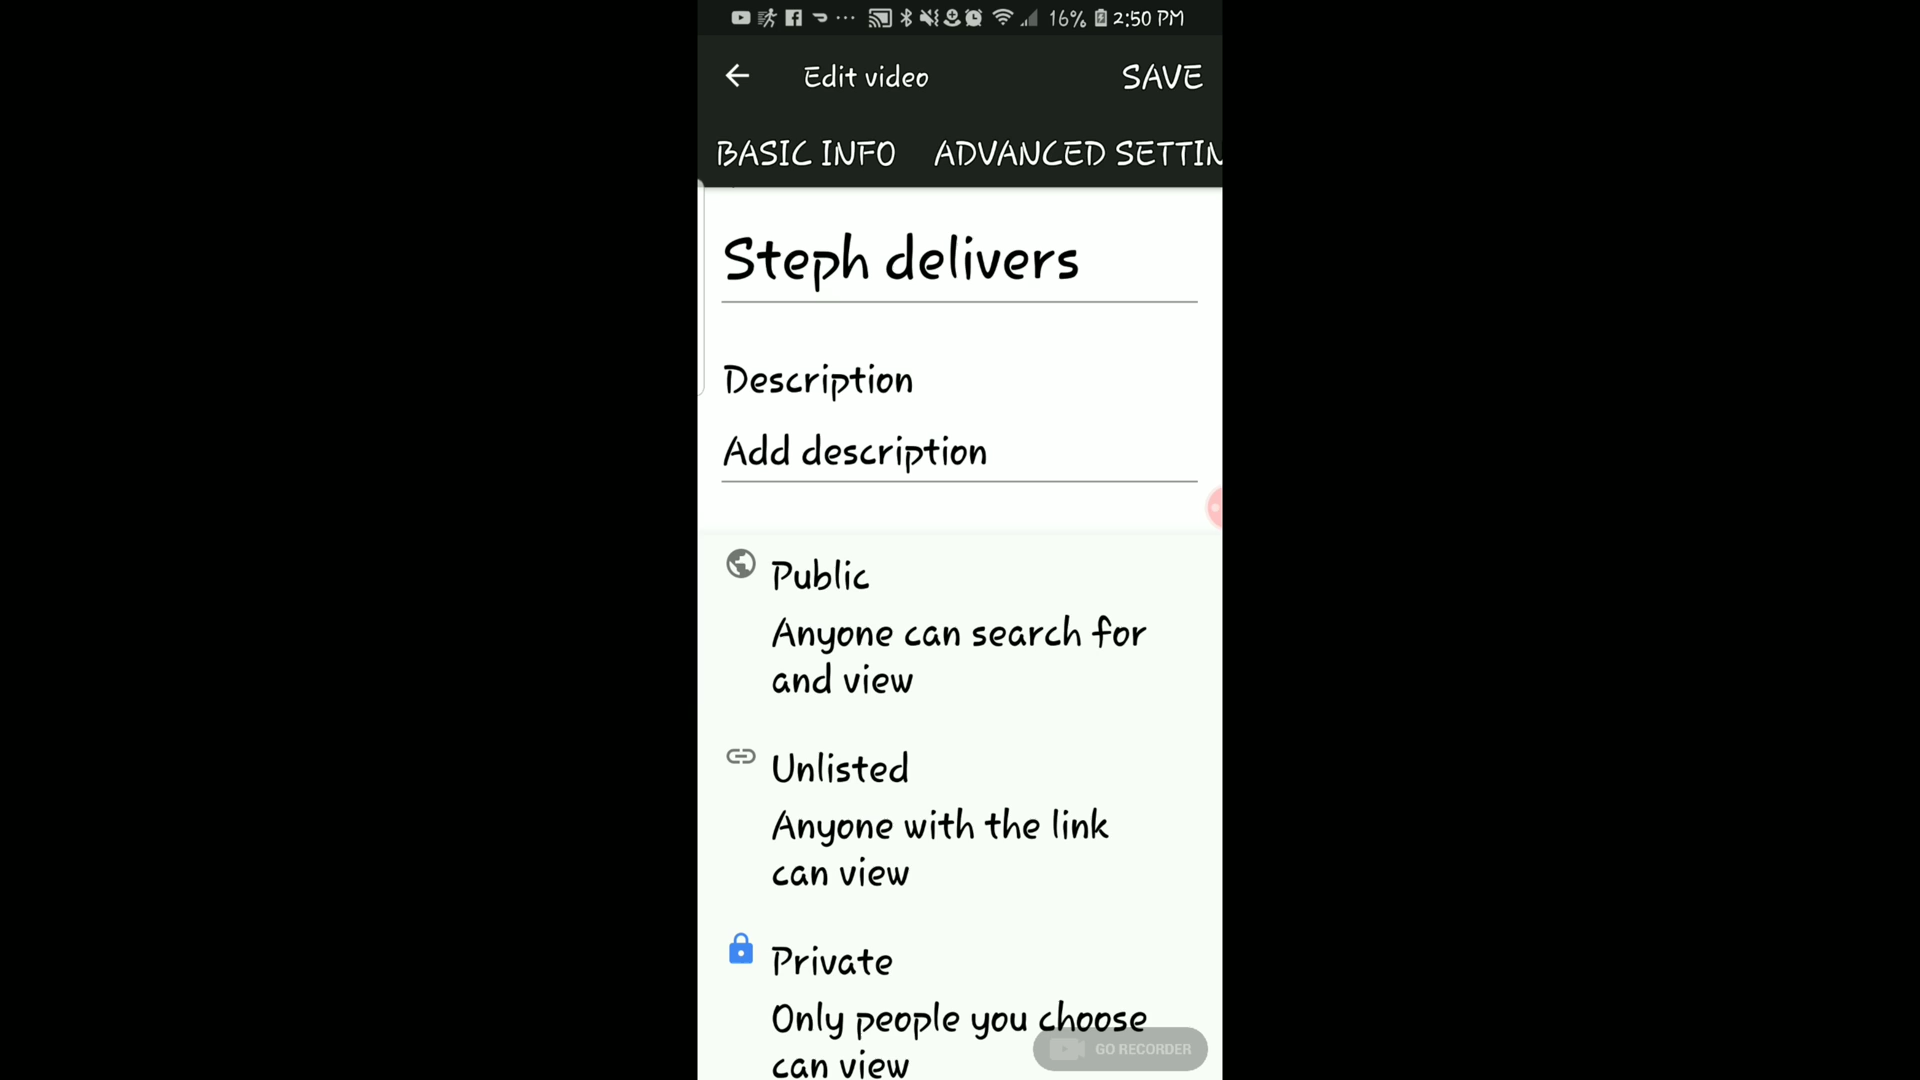 16% 2:50 PM
Edit video SAVE
BASIC INFO ADVANCED SETTIN
Steph delivers
Description
Add description
Public
Anyone can search for
and view
Unlisted
Anyone with the link
can view
Private
Only people you choose
can view
GO RECORDER